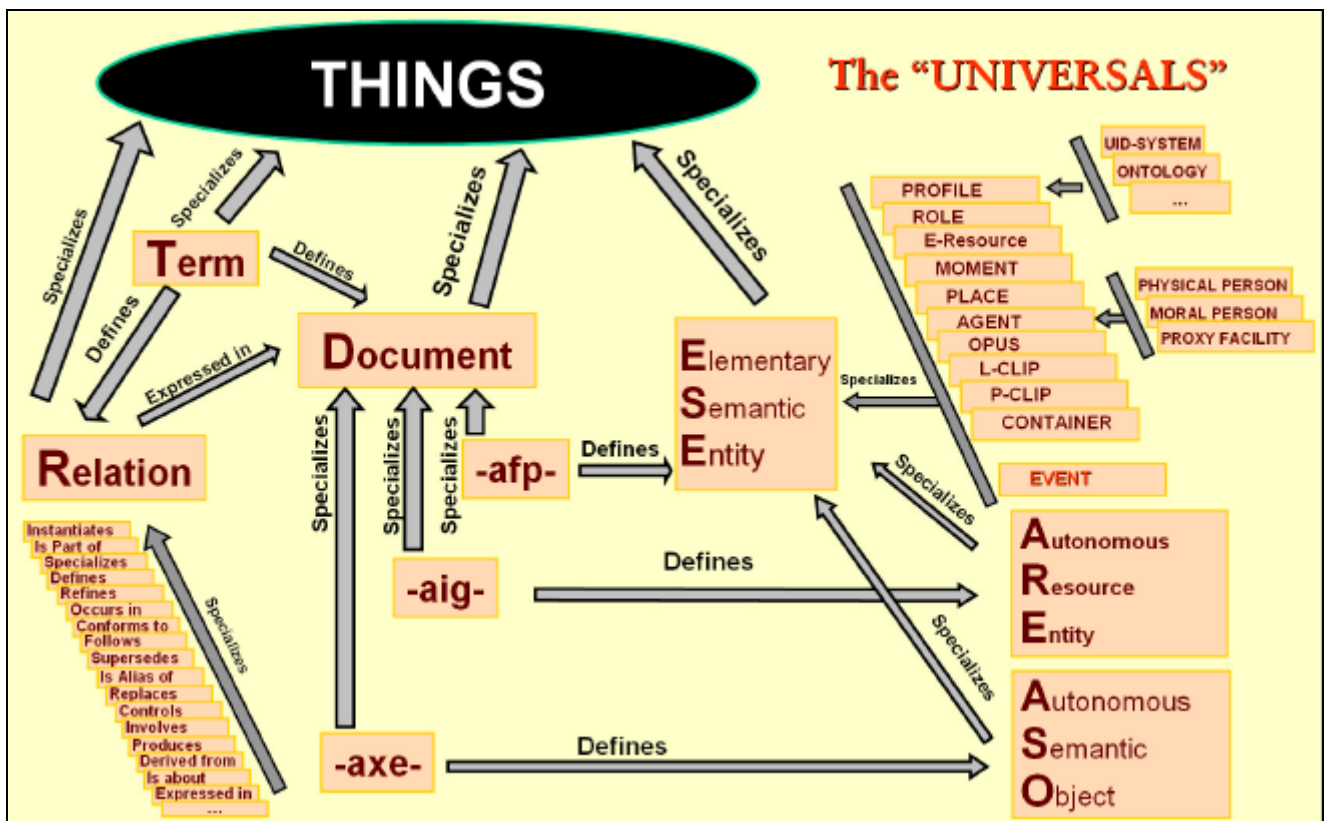 THINGS
The “UNIVERSALS”
UID-SYSTEM
ONTOLOGY
...
PROFILE
ROLE
E-Resource
MOMENT
PLACE
AGENT
OPUS
L-CLIP
P-CLIP
CONTAINER
PHYSICAL PERSON
MORAL PERSON
PROXY FACILITY
EVENT
Specializes
Specializes
Specializes
Specializes
Term
Defines
Defines
Document
Expressed in
Relation
Elementary
Semantic
Entity
Specializes
Specializes
Specializes
Specializes
-afp-
Defines
Specializes
Autonomous
Resource
Entity
-aig-
Defines
Specializes
Autonomous
Semantic
Object
-axe-
Defines
Instantiates
Is Part of
Specializes
Defines
Refines
Occurs in
Conforms to
Follows
Supersedes
Is Alias of
Replaces
Controls
Involves
Produces
Derived from
Is about
Expressed in
...
Specializes